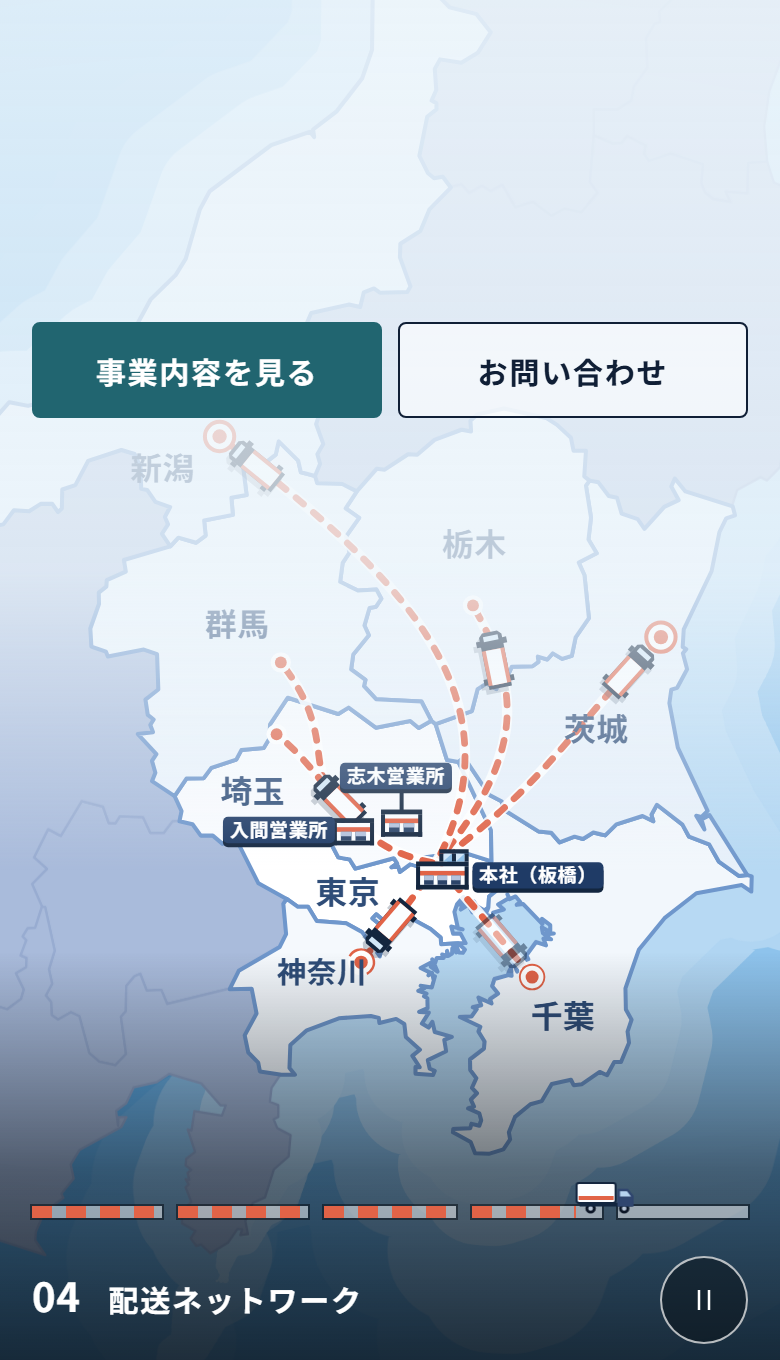 事業内容を見る
お問い合わせ
新潟
栃木
群馬
茨城
志木営業所
埼玉
入間営業所
本社（板橋）
東京
神奈川
千葉
04 配送ネットワーク